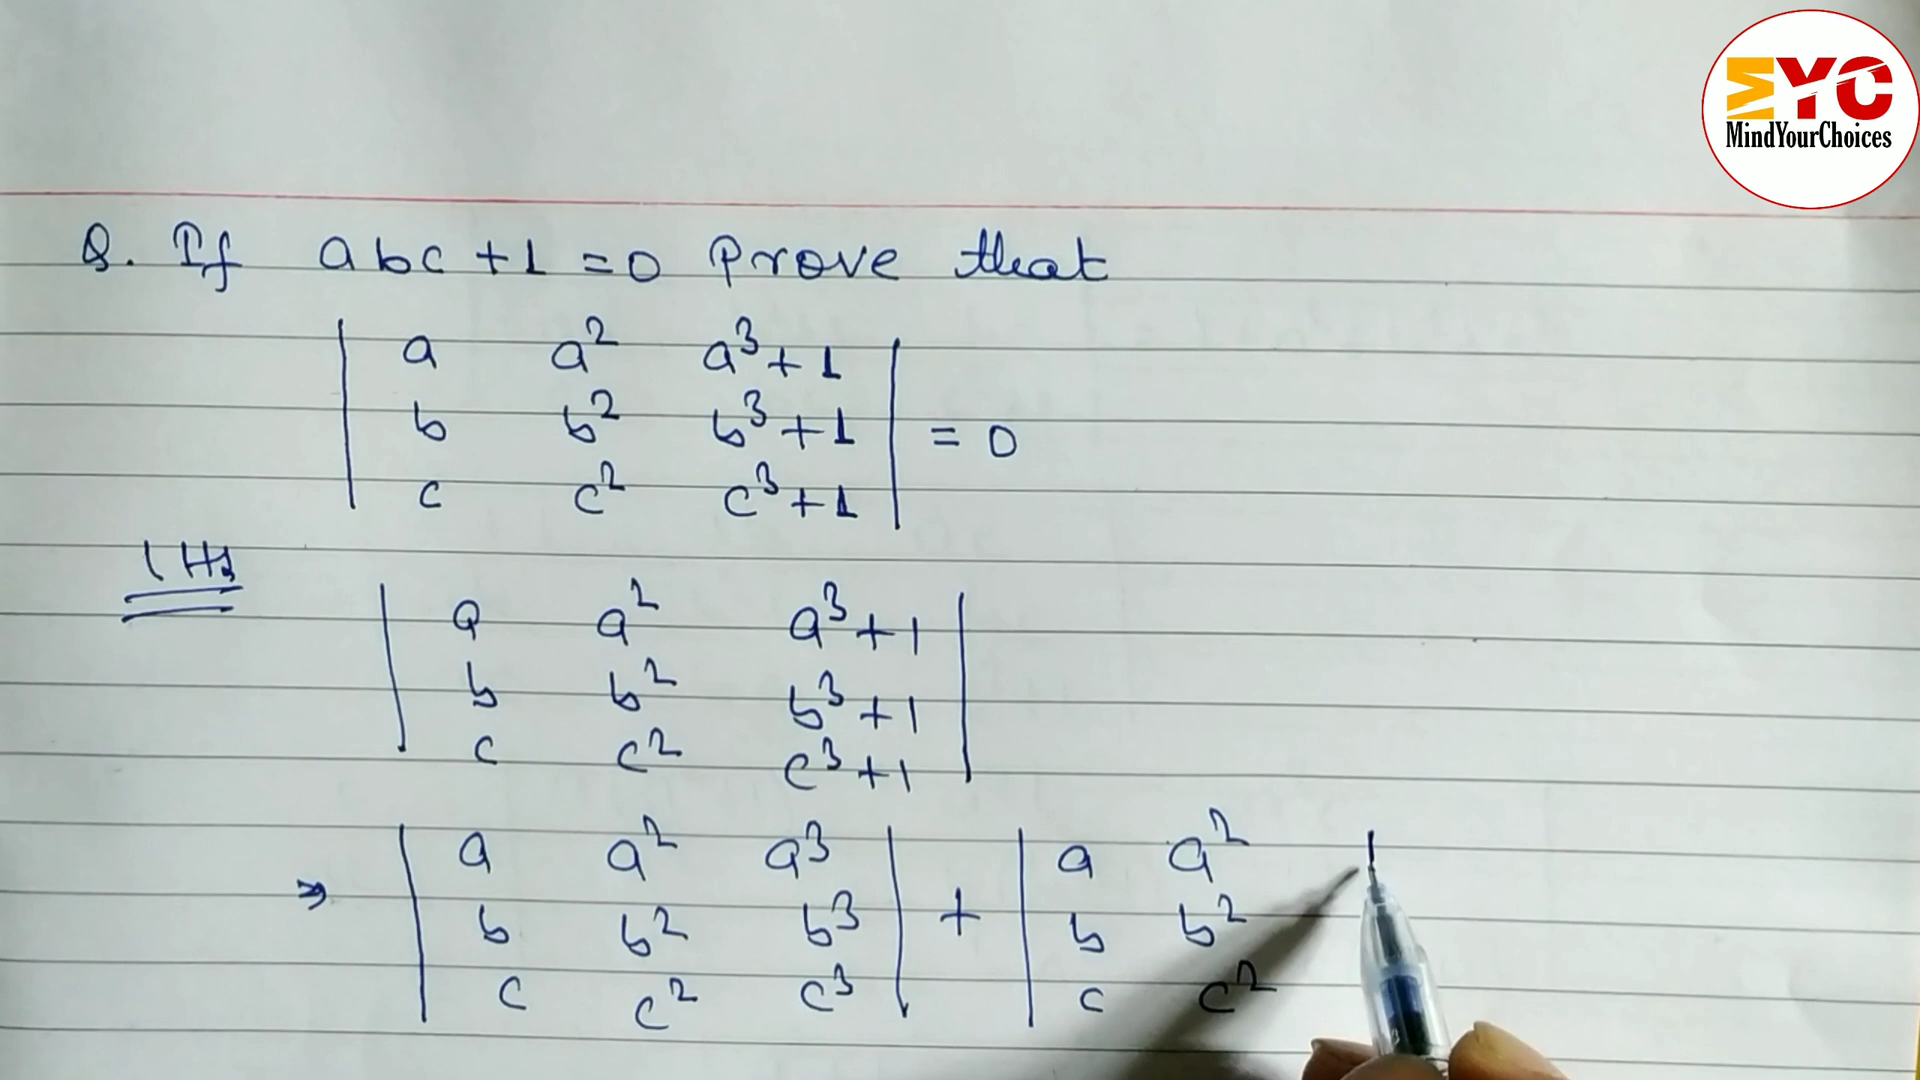 MYC
MindYourChoices
Q. If abc+1=0 Prove that
| a a² a³+1 |
| b b² b³+1 | = 0
| c c² c³+1 |
LHS
| a a² a³+1 |
| b b² b³+1 |
| c c² c³+1 |
⇒ | a a² a³ | + | a a² 1
| b b² b³ | | b b²
| c c² c³ | | c c²